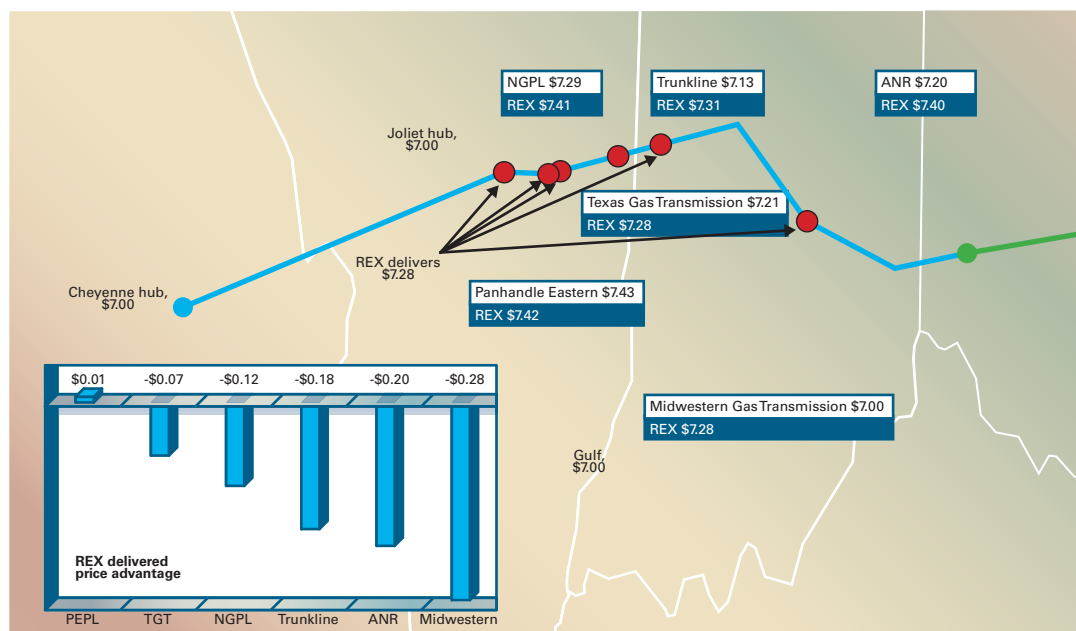 NGPL $7.29
REX $7.41
Trunkline $7.13
REX $7.31
ANR $7.20
REX $7.40
Joliet hub,
$7.00
Texas Gas Transmission $7.21
REX $7.28
REX delivers
$7.28
Cheyenne hub,
$7.00
Panhandle Eastern $7.43
REX $7.42
$0.01 -$0.07 -$0.12 -$0.18 -$0.20 -$0.28
Midwestern Gas Transmission $7.00
REX $7.28
Gulf,
$7.00
REX delivered
price advantage
PEPL TGT NGPL Trunkline ANR Midwestern